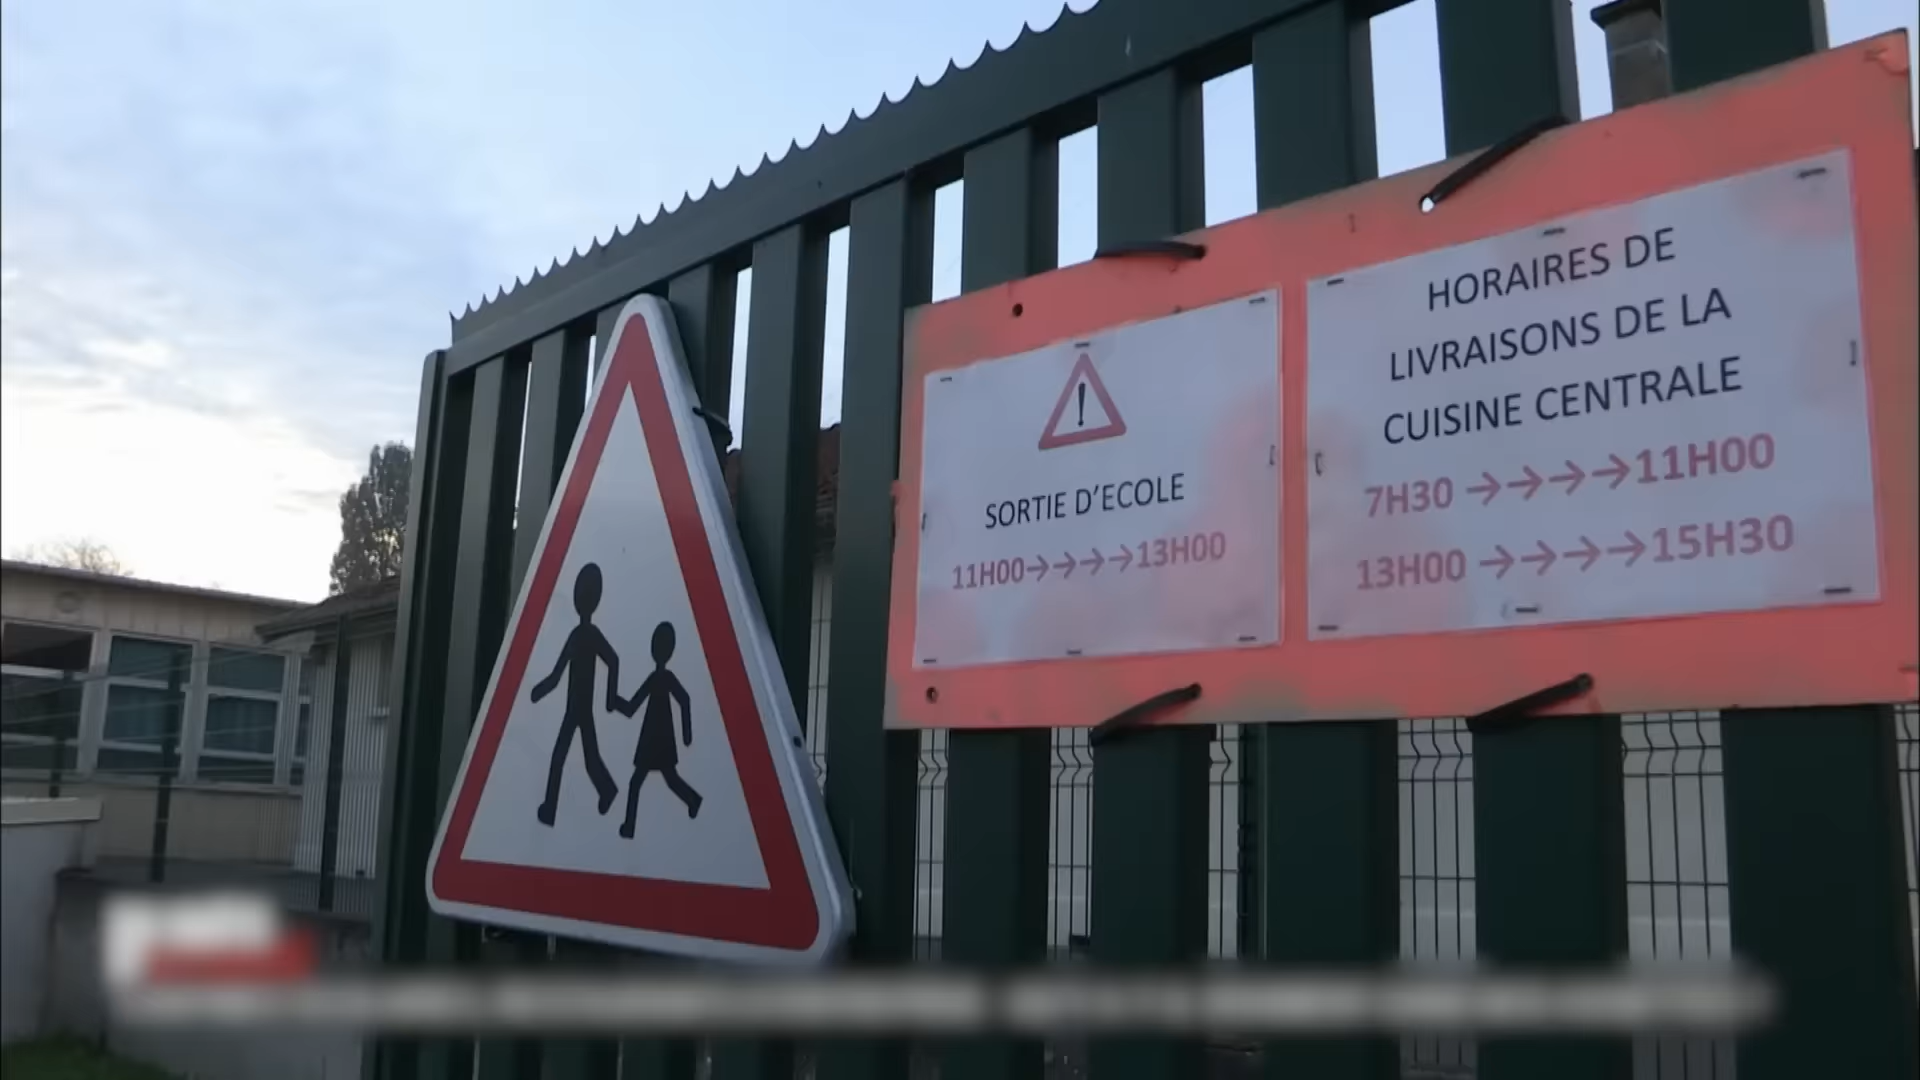 !
SORTIE D'ECOLE
11H00→→→→13H00
HORAIRES DE
LIVRAISONS DE LA
CUISINE CENTRALE
7H30 →→→→11H00
13H00 →→→→15H30